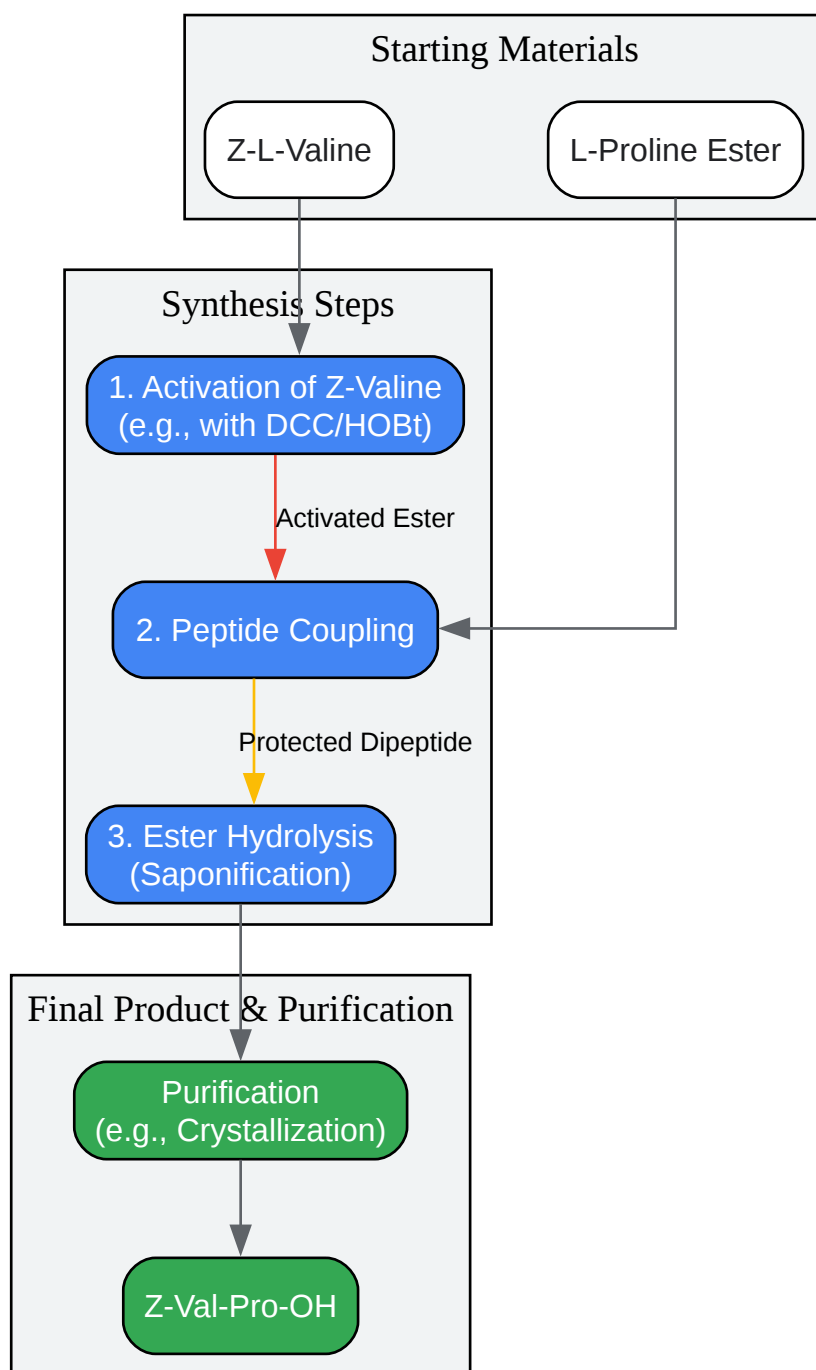 Starting Materials
Z-L-Valine
L-Proline Ester
Synthesis Steps
1. Activation of Z-Valine
(e.g., with DCC/HOBt)
Activated Ester
2. Peptide Coupling
Protected Dipeptide
3. Ester Hydrolysis
(Saponification)
Final Product & Purification
Purification
(e.g., Crystallization)
Z-Val-Pro-OH